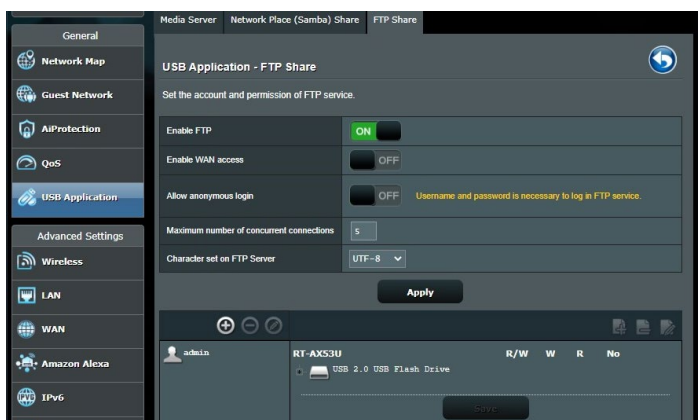 Media Server Network Place (Samba) Share FTP Share
General
Network Map
Guest Network
AiProtection
QoS
USB Application
Advanced Settings
Wireless
LAN
WAN
Amazon Alexa
IPv6
USB Application - FTP Share
Set the account and permission of FTP service.
Enable FTP ON
Enable WAN access OFF
Allow anonymous login OFF Username and password is necessary to log in FTP service.
Maximum number of concurrent connections 5
Character set on FTP Server UTF-8
Apply
admin
RT-AX53U R/W W R No
USB 2.0 USB Flash Drive
Save